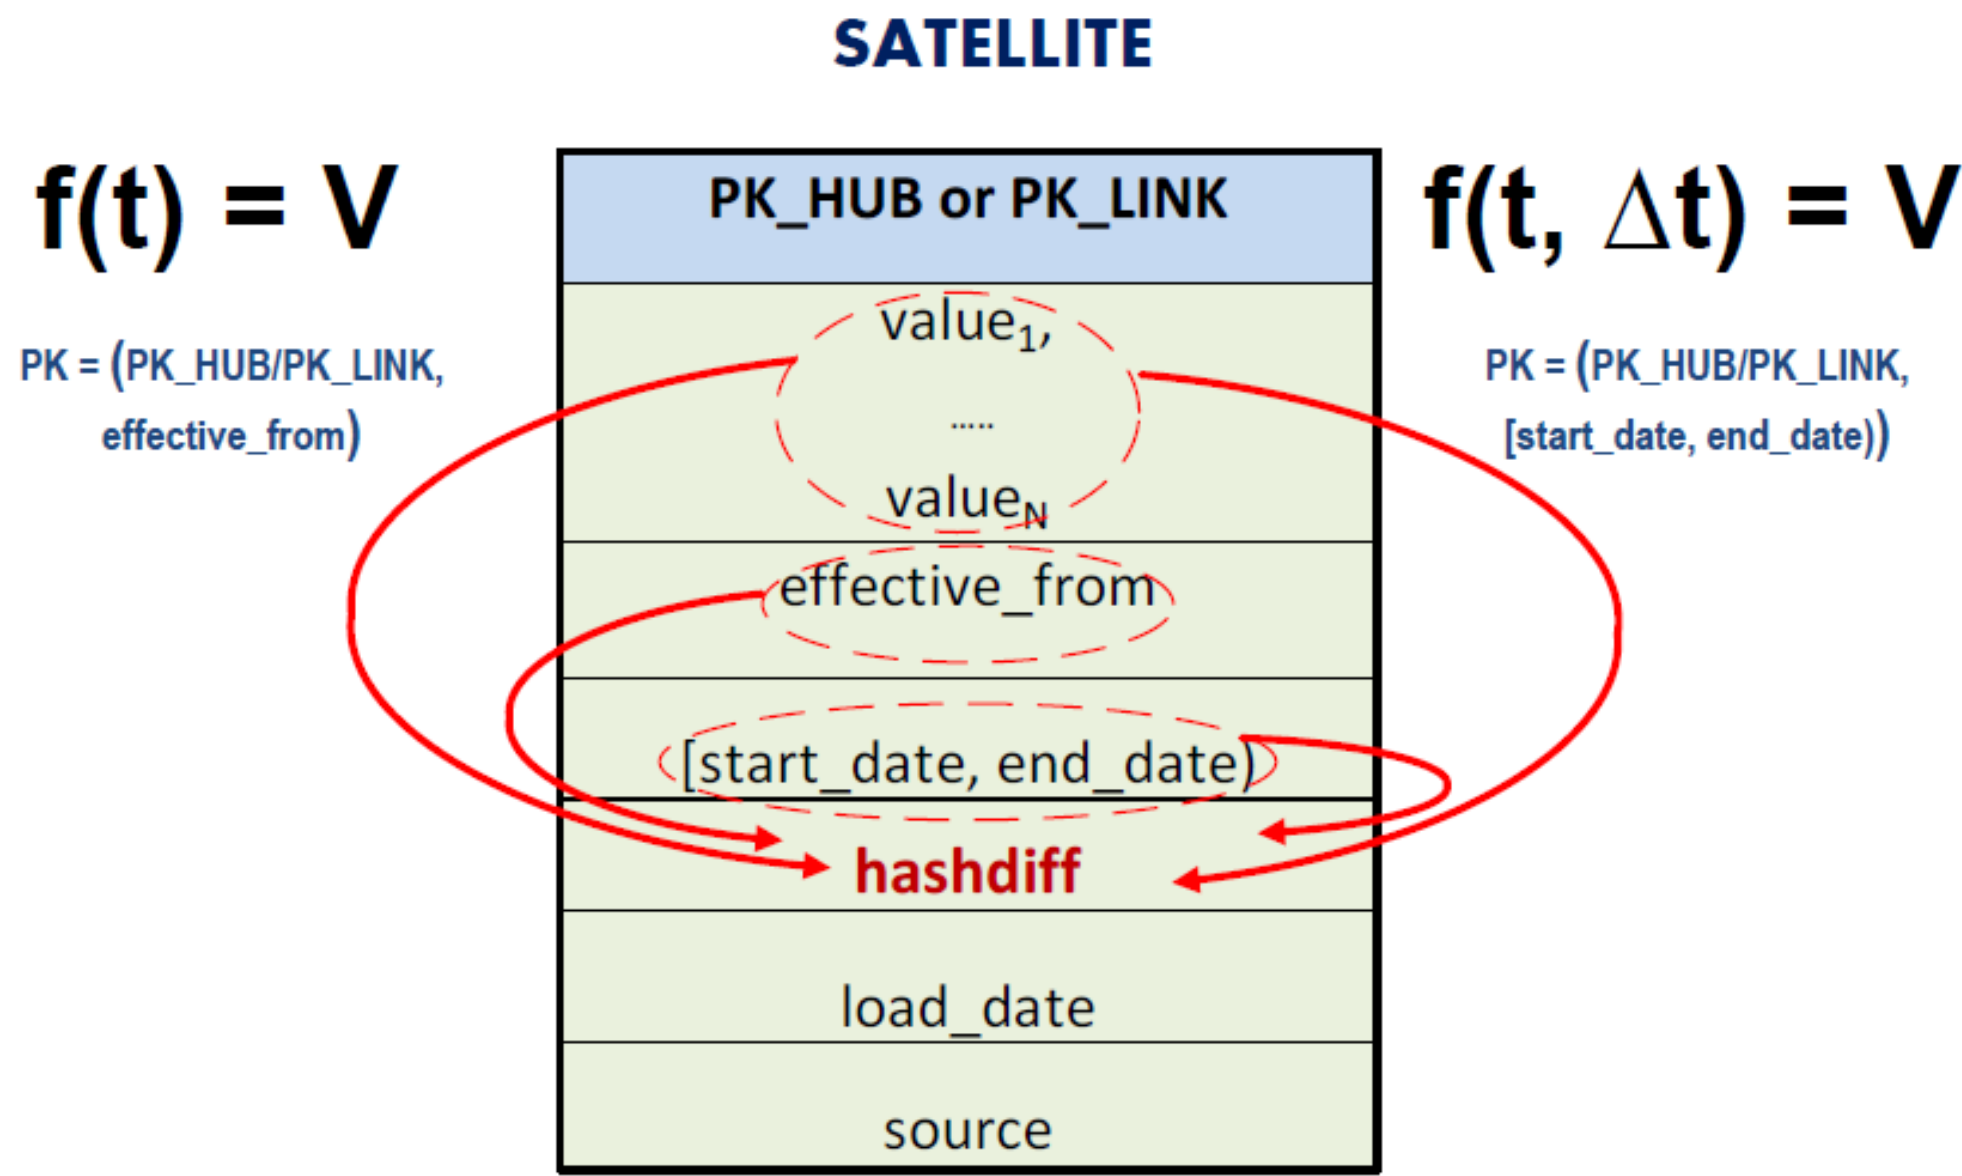 SATELLITE
f(t) = V
PK = (PK_HUB/PK_LINK,
effective_from)
PK_HUB or PK_LINK
value₁,
.....
value_N
effective_from
[start_date, end_date)
hashdiff
load_date
source
f(t, Δt) = V
PK = (PK_HUB/PK_LINK,
[start_date, end_date))